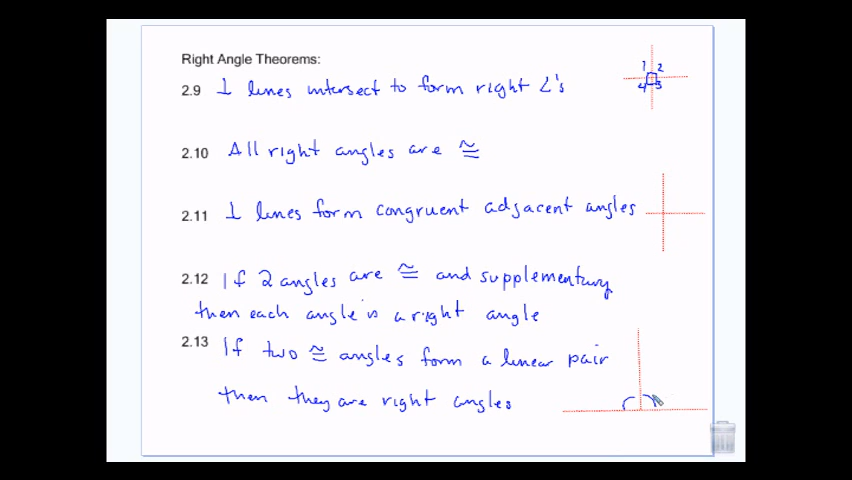 Right Angle Theorems:
1 2
4 3
2.9 ⊥ lines intersect to form right ∠'s
2.10 All right angles are ≅
2.11 ⊥ lines form congruent adjacent angles
2.12 If 2 angles are ≅ and supplementary
then each angle is a right angle
2.13 If two ≅ angles form a linear pair
then they are right angles